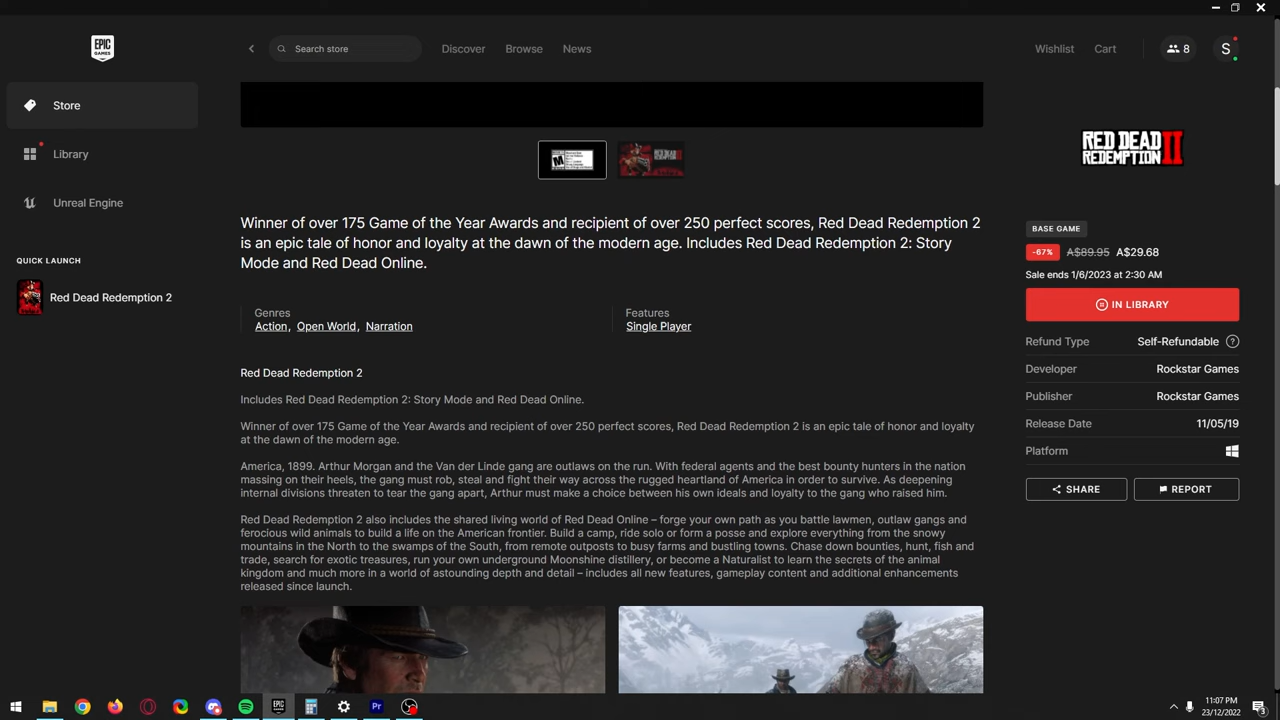 EPIC
GAMES
Search store
Discover
Browse
News
Wishlist
Cart
8
S
Store
Library
Unreal Engine
QUICK LAUNCH
Red Dead Redemption 2
M
RED DEAD
REDEMPTION II
Winner of over 175 Game of the Year Awards and recipient of over 250 perfect scores, Red Dead Redemption 2
is an epic tale of honor and loyalty at the dawn of the modern age. Includes Red Dead Redemption 2: Story
Mode and Red Dead Online.
Genres
Action, Open World, Narration
Features
Single Player
Red Dead Redemption 2
Includes Red Dead Redemption 2: Story Mode and Red Dead Online.
Winner of over 175 Game of the Year Awards and recipient of over 250 perfect scores, Red Dead Redemption 2 is an epic tale of honor and loyalty
at the dawn of the modern age.
America, 1899. Arthur Morgan and the Van der Linde gang are outlaws on the run. With federal agents and the best bounty hunters in the nation
massing on their heels, the gang must rob, steal and fight their way across the rugged heartland of America in order to survive. As deepening
internal divisions threaten to tear the gang apart, Arthur must make a choice between his own ideals and loyalty to the gang who raised him.
Red Dead Redemption 2 also includes the shared living world of Red Dead Online – forge your own path as you battle lawmen, outlaw gangs and
ferocious wild animals to build a life on the American frontier. Build a camp, ride solo or form a posse and explore everything from the snowy
mountains in the North to the swamps of the South, from remote outposts to busy farms and bustling towns. Chase down bounties, hunt, fish and
trade, search for exotic treasures, run your own underground Moonshine distillery, or become a Naturalist to learn the secrets of the animal
kingdom and much more in a world of astounding depth and detail – includes all new features, gameplay content and additional enhancements
released since launch.
RED DEAD
REDEMPTION II
BASE GAME
-67% A$89.95 A$29.68
Sale ends 1/6/2023 at 2:30 AM
IN LIBRARY
Refund Type Self-Refundable ?
Developer Rockstar Games
Publisher Rockstar Games
Release Date 11/05/19
Platform
SHARE
REPORT
EPIC
Pr
11:07 PM
23/12/2022
3